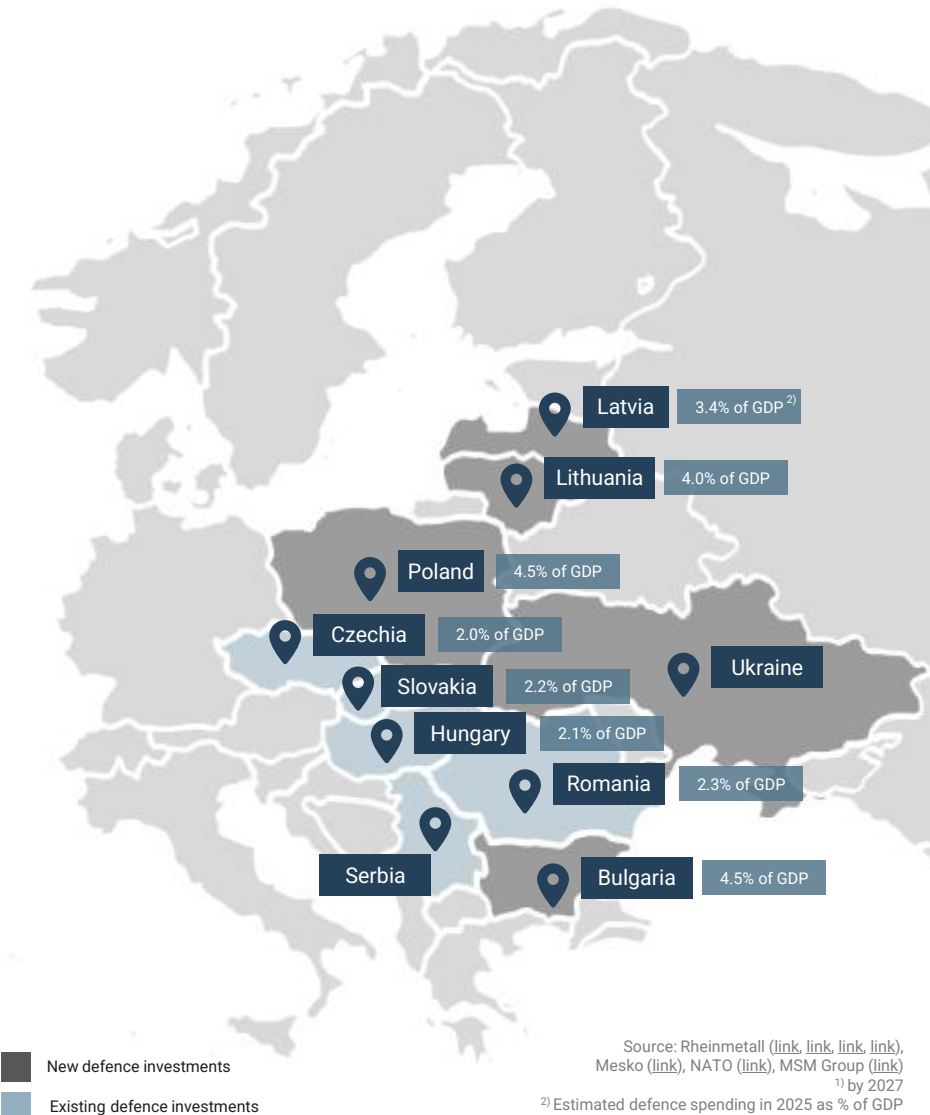 Latvia
3.4% of GDP 2)
Lithuania
4.0% of GDP
Poland
4.5% of GDP
Czechia
2.0% of GDP
Slovakia
2.2% of GDP
Ukraine
Hungary
2.1% of GDP
Romania
2.3% of GDP
Serbia
Bulgaria
4.5% of GDP
New defence investments
Existing defence investments
Source: Rheinmetall (link, link, link, link),
Mesko (link), NATO (link), MSM Group (link)
1) by 2027
2) Estimated defence spending in 2025 as % of GDP